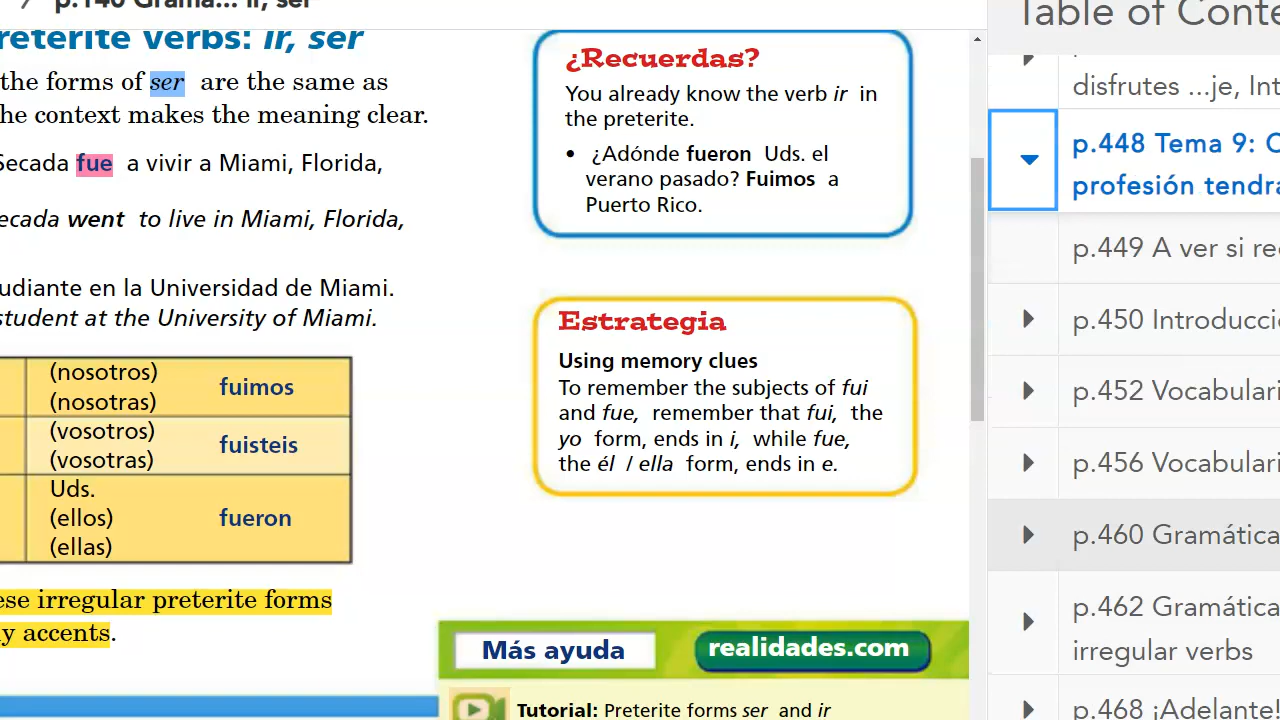 p.140 Grama... ir, ser
reterite verbs: ir, ser
the forms of ser are the same as
he context makes the meaning clear.
Secada fue a vivir a Miami, Florida,
ecada went to live in Miami, Florida,
udiante en la Universidad de Miami.
student at the University of Miami.
(nosotros)
(nosotras)
fuimos
(vosotros)
(vosotras)
fuisteis
Uds.
(ellos)
(ellas)
fueron
ese irregular preterite forms
y accents.
¿Recuerdas?
You already know the verb ir in
the preterite.
• ¿Adónde fueron Uds. el
verano pasado? Fuimos a
Puerto Rico.
Estrategia
Using memory clues
To remember the subjects of fui
and fue, remember that fui, the
yo form, ends in i, while fue,
the él / ella form, ends in e.
Más ayuda
realidades.com
Tutorial: Preterite forms ser and ir
Table of Conte
disfrutes ...je, Int
p.448 Tema 9:
profesión tendra
p.449 A ver si re
p.450 Introducci
p.452 Vocabulari
p.456 Vocabulari
p.460 Gramática
p.462 Gramática
irregular verbs
p.468 ¡Adelante!